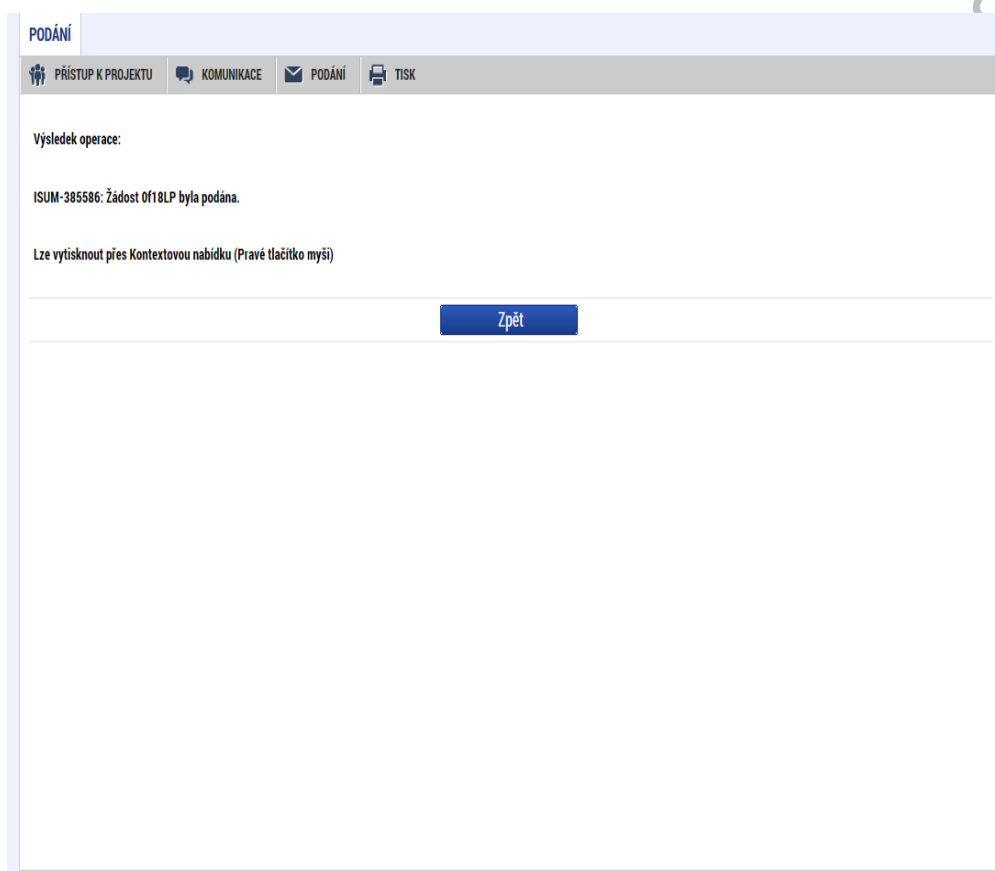 PODÁNÍ
PŘÍSTUP K PROJEKTU KOMUNIKACE PODÁNÍ TISK
Výsledek operace:
ISUM-385586: Žádost 0f18LP byla podána.
Lze vytisknout přes Kontextovou nabídku (Pravé tlačítko myši)
Zpět